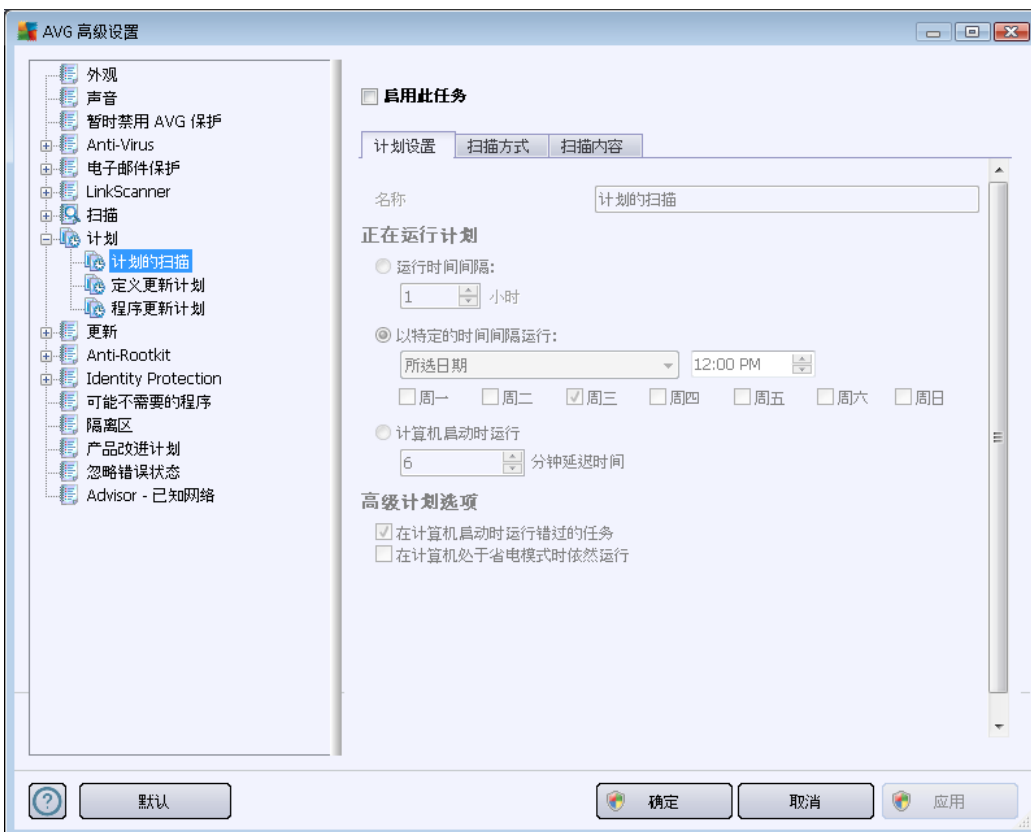 AVG 高级设置
外观
声音
暂时禁用 AVG 保护
Anti-Virus
电子邮件保护
LinkScanner
扫描
计划
计划的扫描
定义更新计划
程序更新计划
更新
Anti-Rootkit
Identity Protection
可能不需要的程序
隔离区
产品改进计划
忽略错误状态
Advisor - 已知网络
启用此任务
计划设置 扫描方式 扫描内容
名称 计划的扫描
正在运行计划
运行时间间隔:
1 小时
以特定的时间间隔运行:
所选日期 12:00 PM
周一 周二 周三 周四 周五 周六 周日
计算机启动时运行
6 分钟延迟时间
高级计划选项
在计算机启动时运行错过的任务
在计算机处于省电模式时依然运行
? 默认 确定 取消 应用